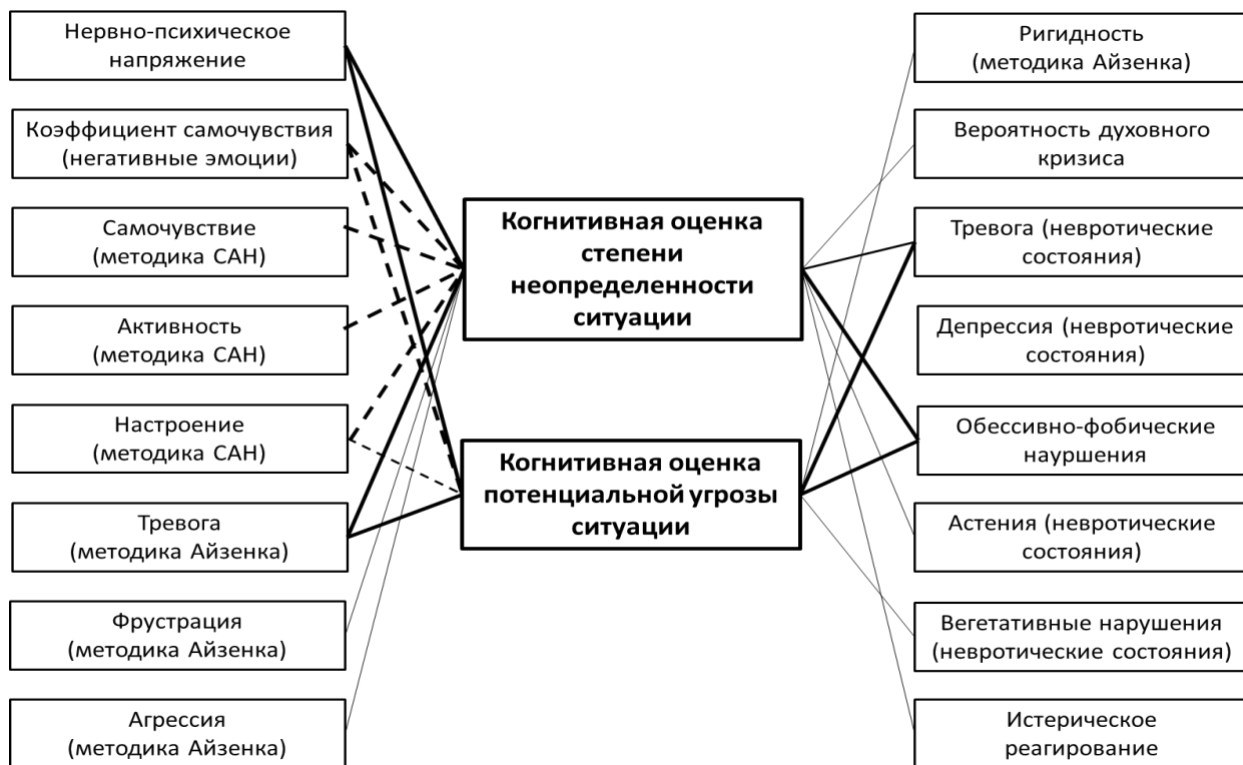 Нервно-психическое
напряжение
Коэффициент самочувствия
(негативные эмоции)
Самочувствие
(методика САН)
Активность
(методика САН)
Настроение
(методика САН)
Тревога
(методика Айзенка)
Фрустрация
(методика Айзенка)
Агрессия
(методика Айзенка)
Когнитивная оценка
степени
неопределенности
ситуации
Когнитивная оценка
потенциальной угрозы
ситуации
Ригидность
(методика Айзенка)
Вероятность духовного
кризиса
Тревога (невротические
состояния)
Депрессия (невротические
состояния)
Обессивно-фобические
науршения
Астения (невротические
состояния)
Вегетативные нарушения
(невротические состояния)
Истерическое
реагирование